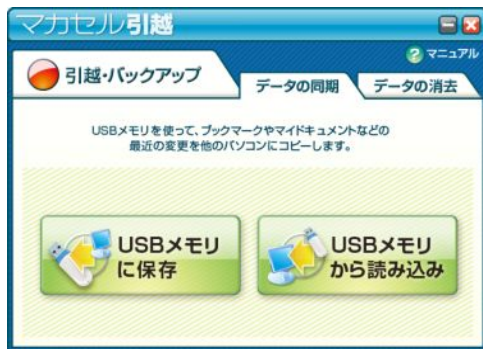 マカセル引越
マニュアル
引越・バックアップ
データの同期
データの消去
USBメモリを使って、ブックマークやマイドキュメントなどの
最近の変更を他のパソコンにコピーします。
USBメモリ
に保存
USBメモリ
から読み込み